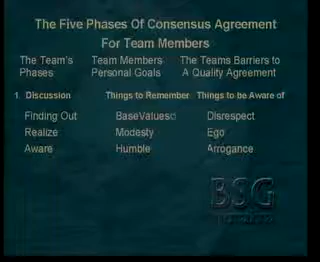 The Five Phases Of Consensus Agreement
For Team Members
The Team's Team Members The Teams Barriers to
Phases Personal Goals A Quality Agreement
1. Discussion Things to Remember Things to be Aware of
Finding Out BaseValues Disrespect
Realize Modesty Ego
Aware Humble Arrogance
BSG